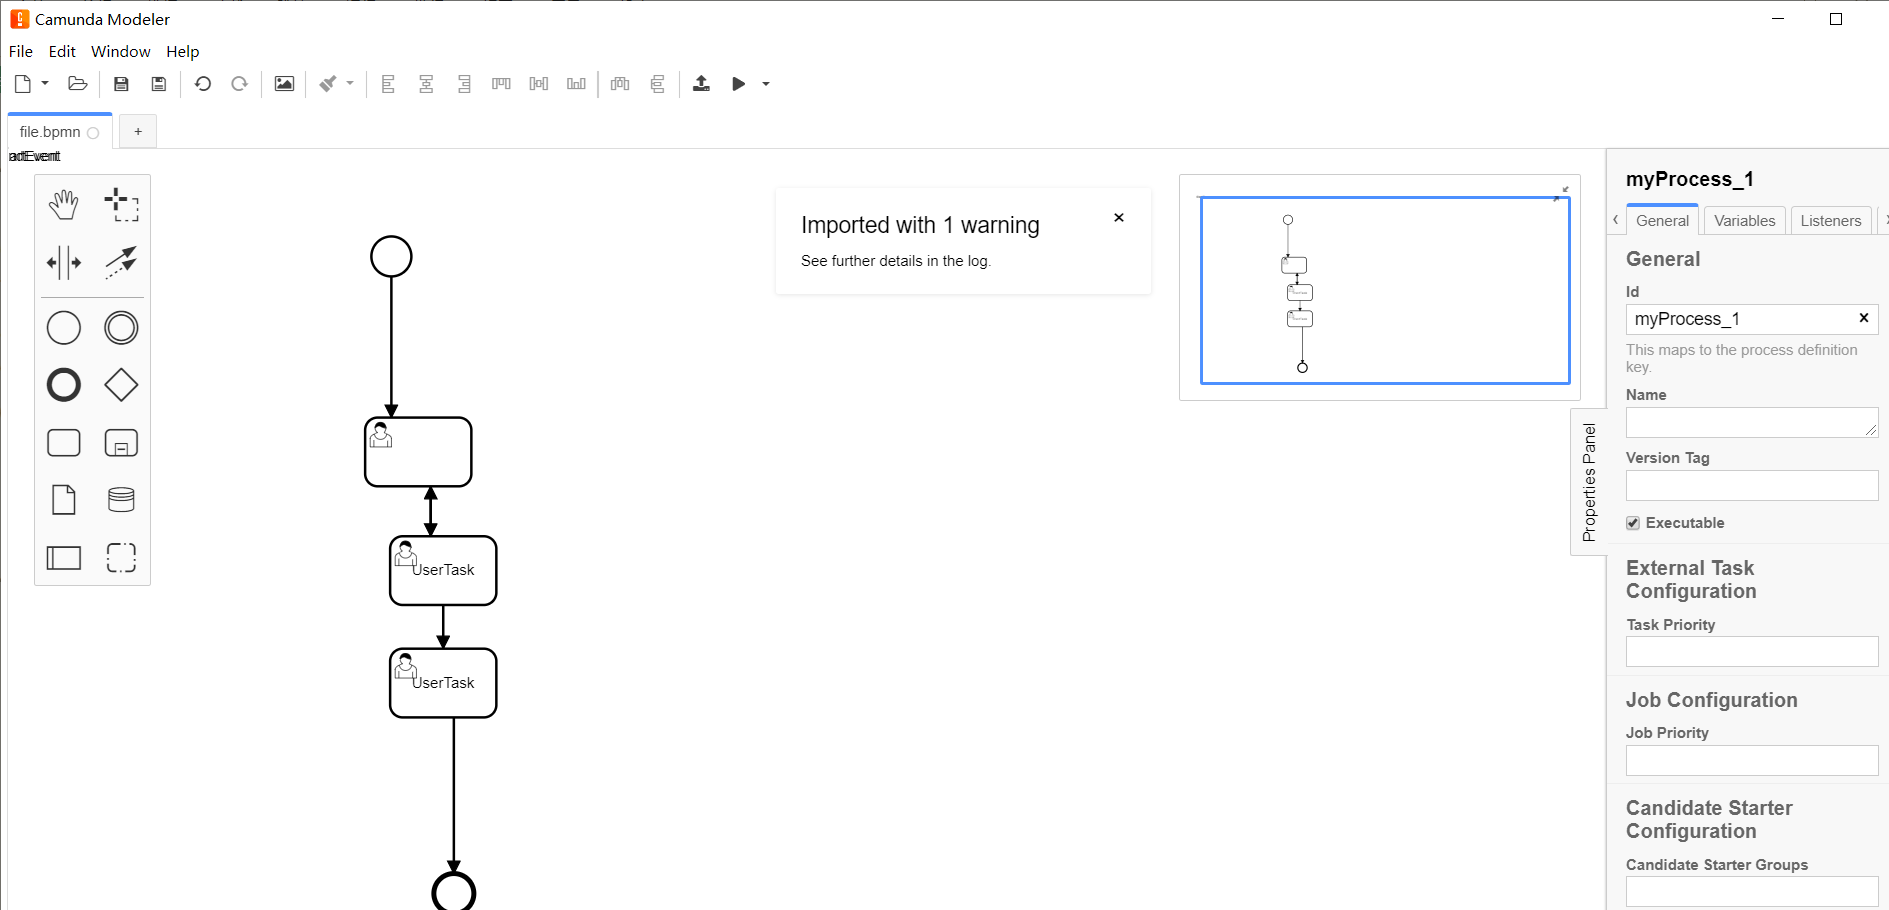 Camunda Modeler
File Edit Window Help
file.bpmn
+
Imported with 1 warning
See further details in the log.
UserTask
UserTask
Properties Panel
myProcess_1
General Variables Listeners
General
Id
myProcess_1
This maps to the process definition
key.
Name
Version Tag
Executable
External Task
Configuration
Task Priority
Job Configuration
Job Priority
Candidate Starter
Configuration
Candidate Starter Groups